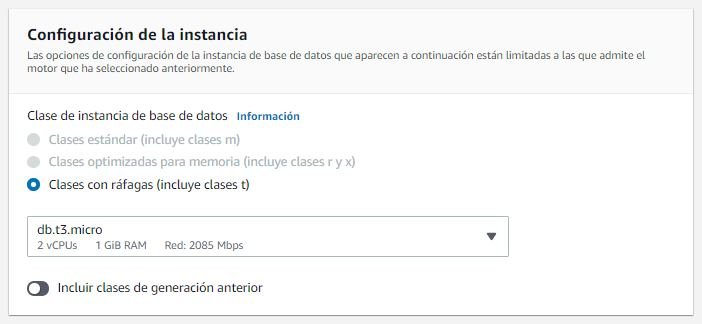 Configuración de la instancia
Las opciones de configuración de la instancia de base de datos que aparecen a continuación están limitadas a las que admite el
motor que ha seleccionado anteriormente.
Clase de instancia de base de datos Información
Clases estándar (incluye clases m)
Clases optimizadas para memoria (incluye clases r y x)
Clases con ráfagas (incluye clases t)
db.t3.micro
2 vCPUs 1 GiB RAM Red: 2085 Mbps
Incluir clases de generación anterior